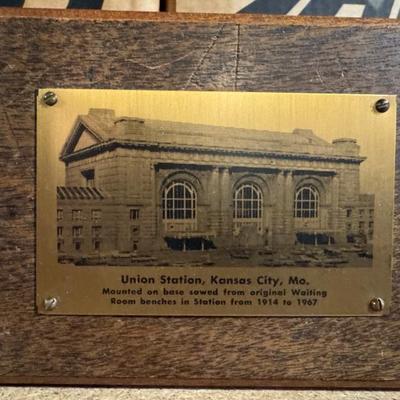 Union Station, Kansas City, Mo.
Mounted on base sawed from original Waiting
Room benches in Station from 1914 to 1967